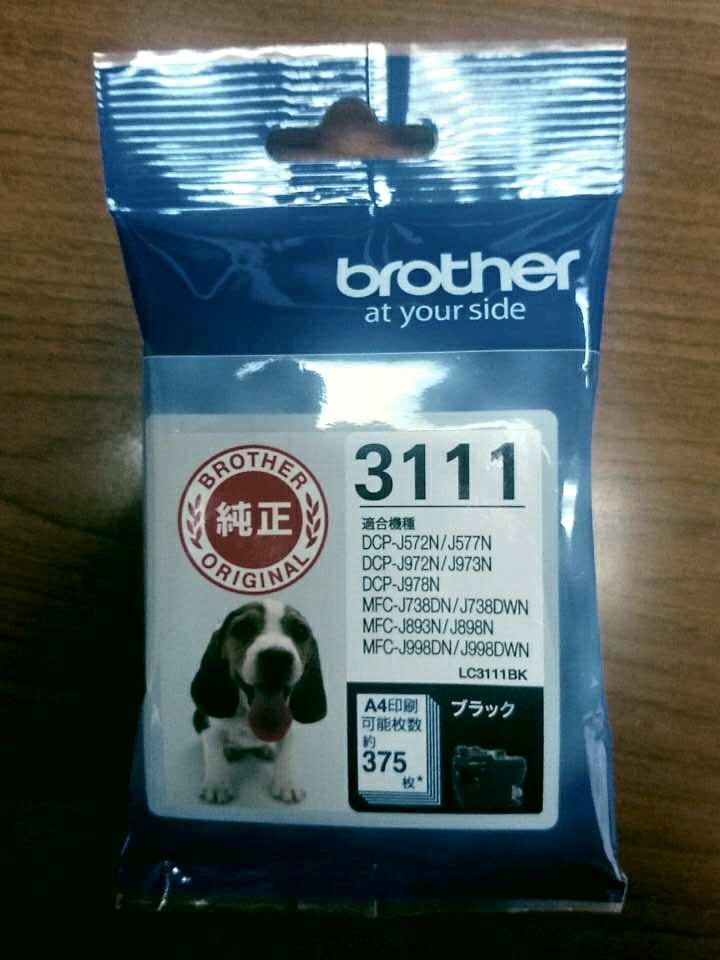 brother
at your side
BROTHER
純正
ORIGINAL
3111
適合機種
DCP-J572N/J577N
DCP-J972N/J973N
DCP-J978N
MFC-J738DN/J738DWN
MFC-J893N/J898N
MFC-J998DN/J998DWN
LC3111BK
A4印刷
可能枚数
約
375
枚*
ブラック